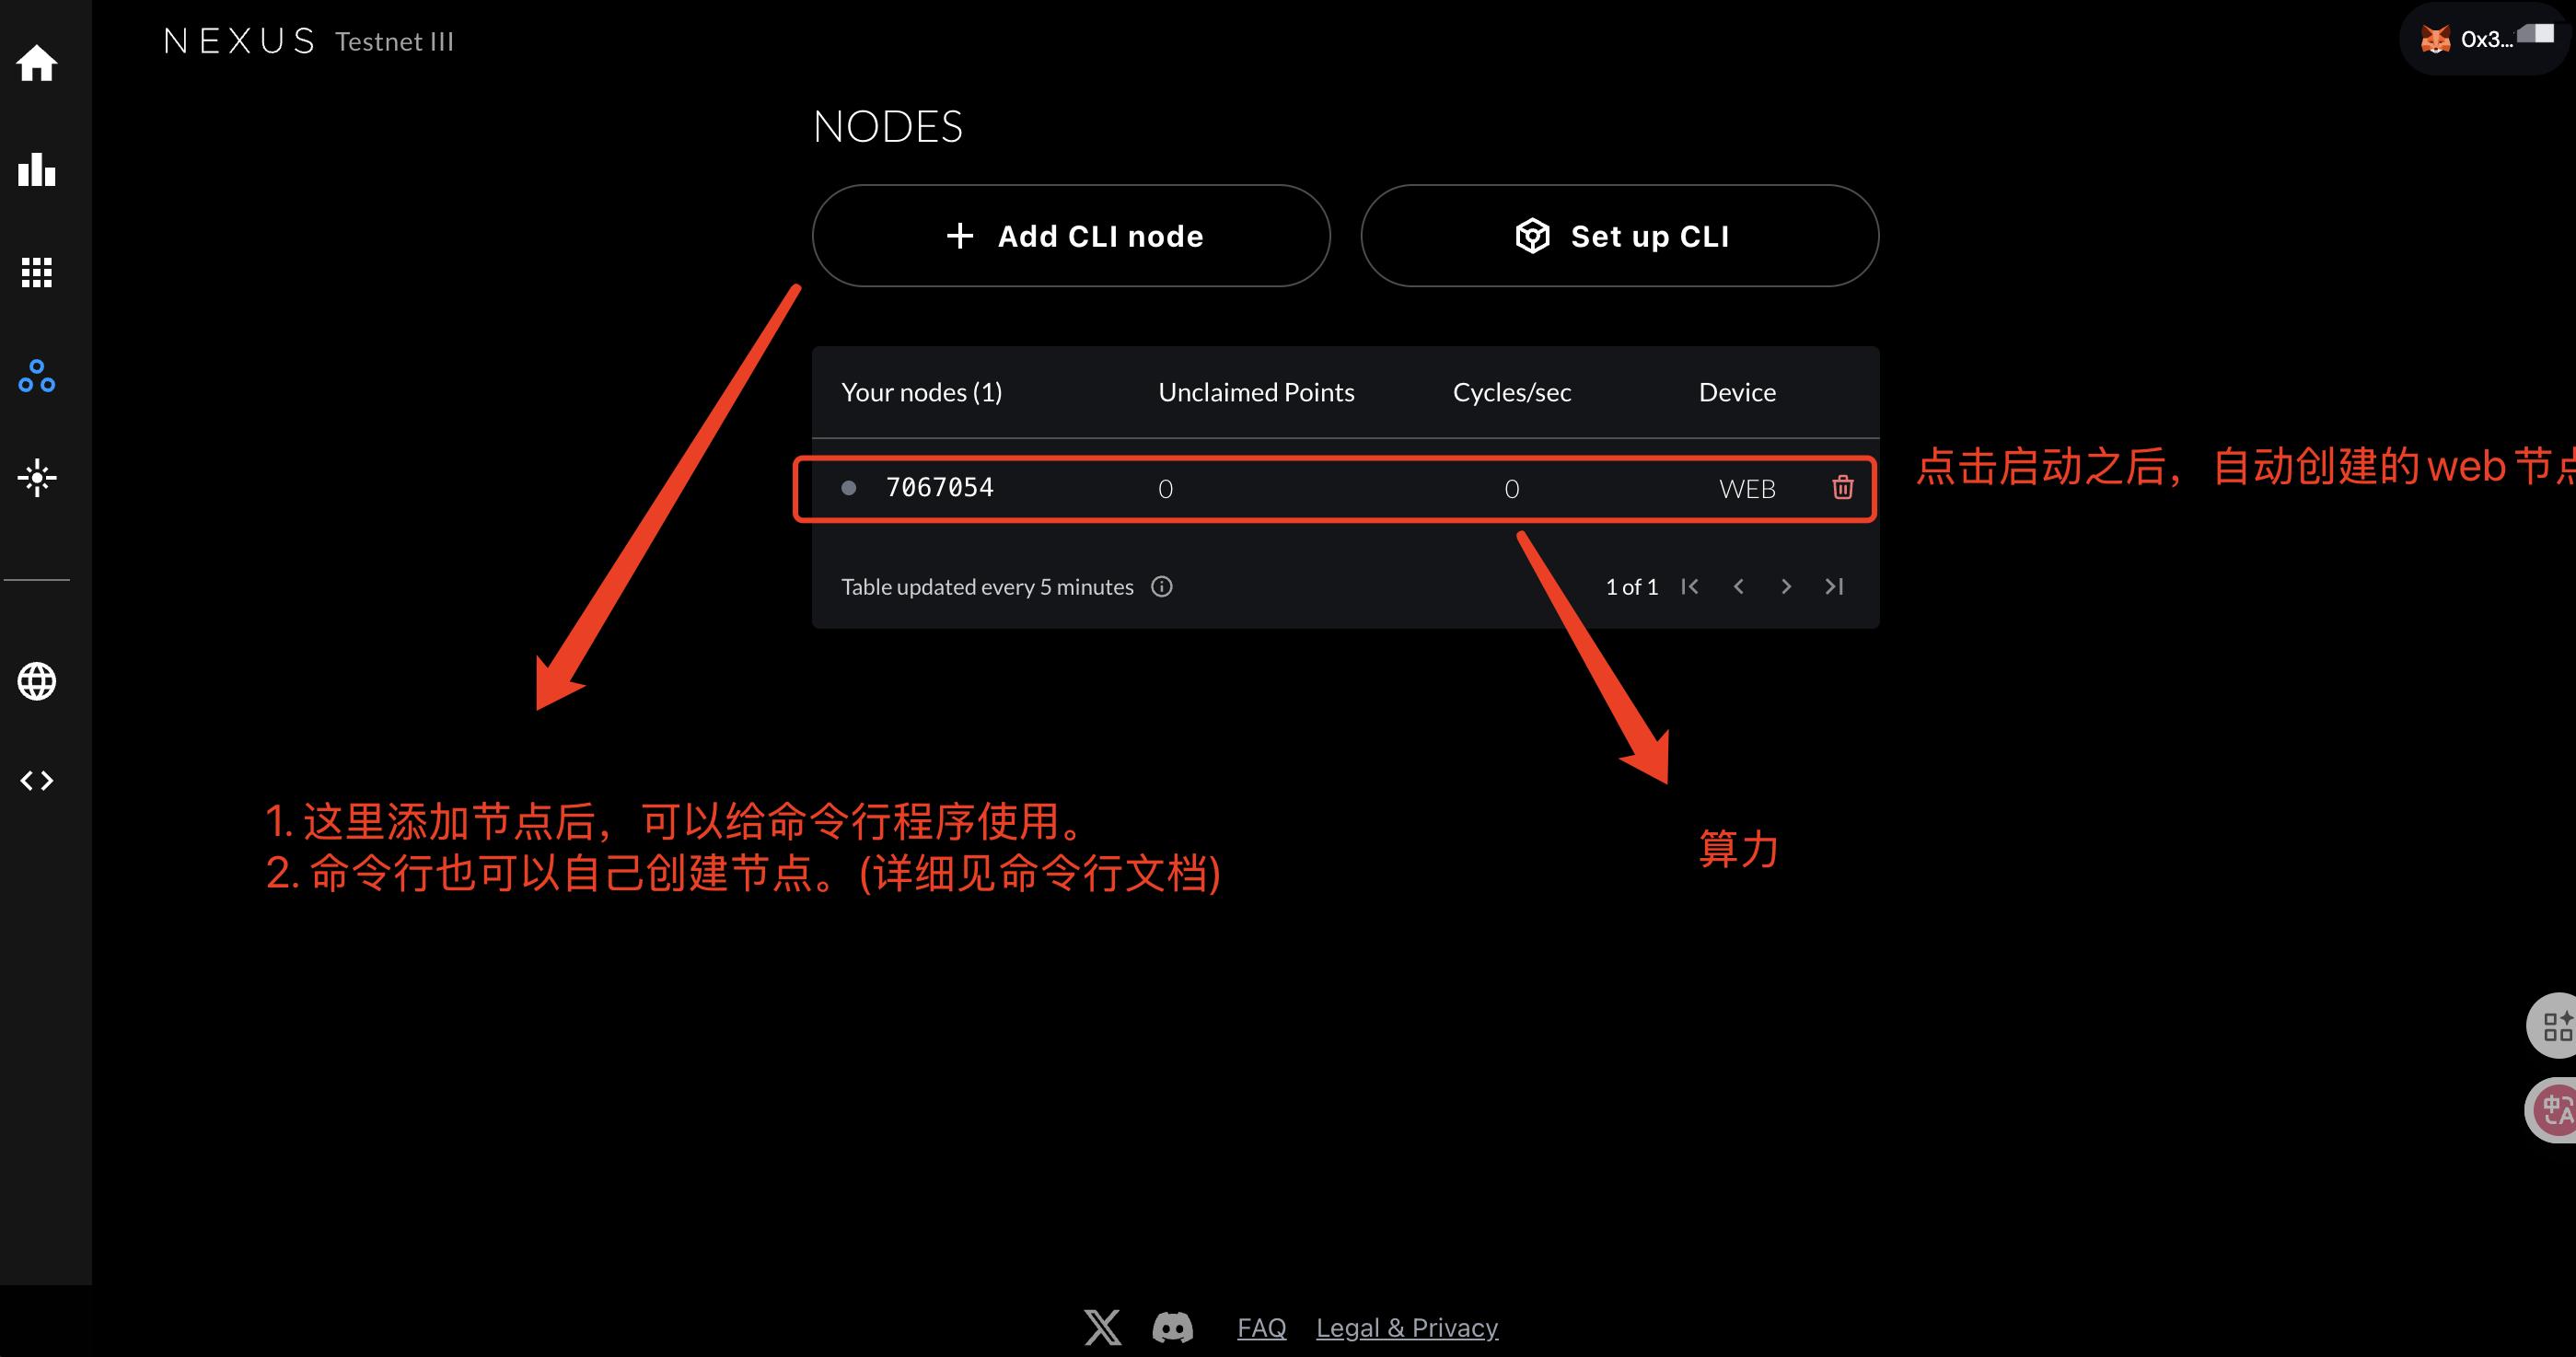 NEXUS Testnet III
0x3...
NODES
Add CLI node
Set up CLI
Your nodes (1) Unclaimed Points Cycles/sec Device
7067054 0 0 WEB
点击启动之后，自动创建的web节点
Table updated every 5 minutes
1 of 1
1. 这里添加节点后，可以给命令行程序使用。
2. 命令行也可以自己创建节点。(详细见命令行文档)
算力
中A
FAQ Legal & Privacy